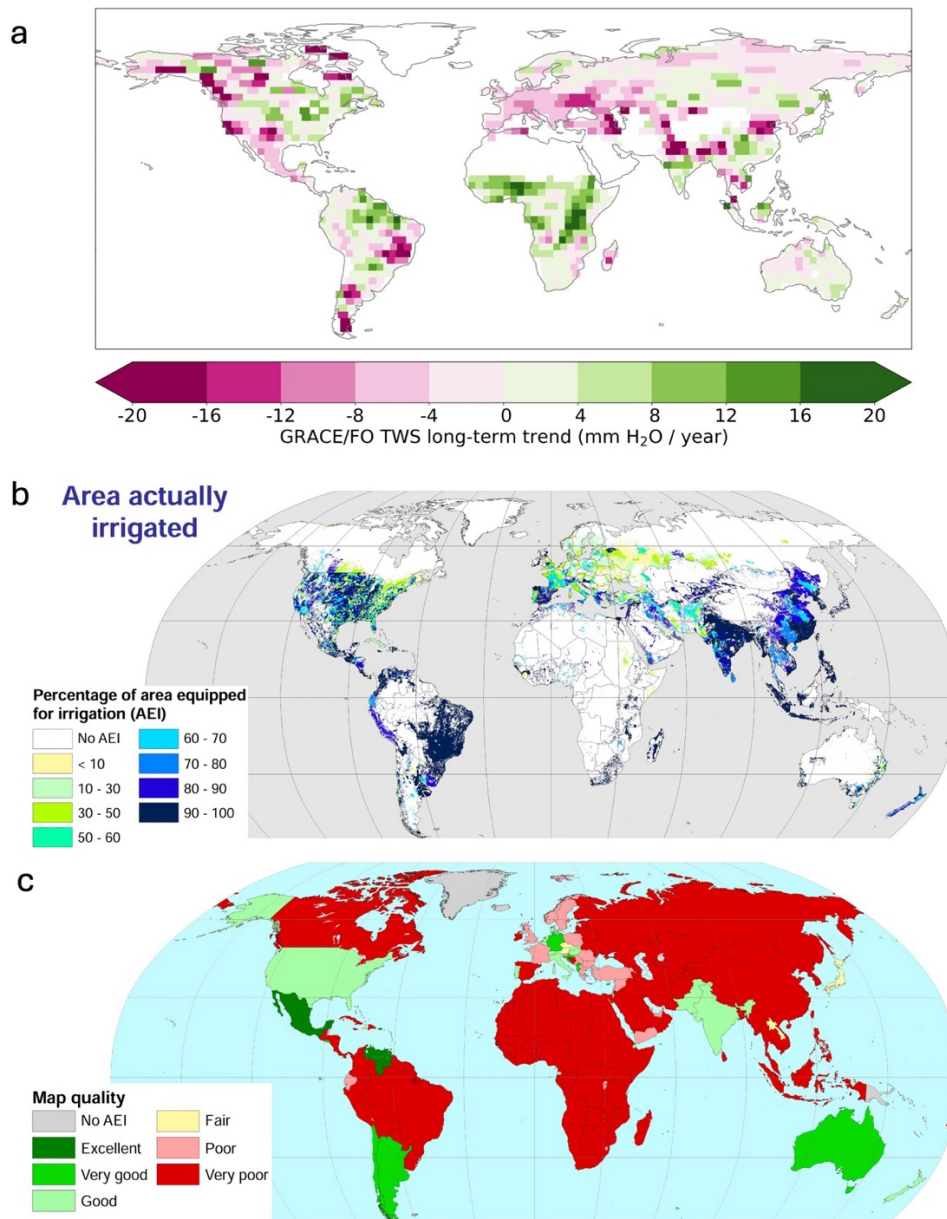 a
-20 -16 -12 -8 -4 0 4 8 12 16 20
GRACE/FO TWS long-term trend (mm H₂O / year)
b
Area actually
irrigated
Percentage of area equipped
for irrigation (AEI)
No AEI 60 - 70
< 10 70 - 80
10 - 30 80 - 90
30 - 50 90 - 100
50 - 60
c
Map quality
No AEI Fair
Excellent Poor
Very good Very poor
Good